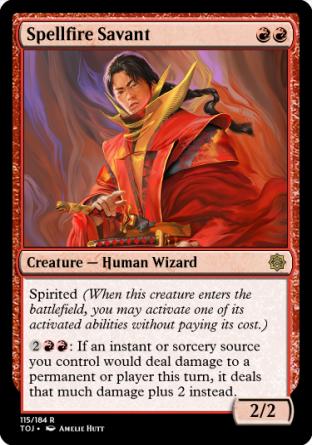 Spellfire Savant
Creature — Human Wizard
Spirited (When this creature enters the
battlefield, you may activate one of its
activated abilities without paying its cost.)
2: If an instant or sorcery source
you control would deal damage to a
permanent or player this turn, it deals
that much damage plus 2 instead.
2/2
115/184 R
TOJ • Amelie Hutt